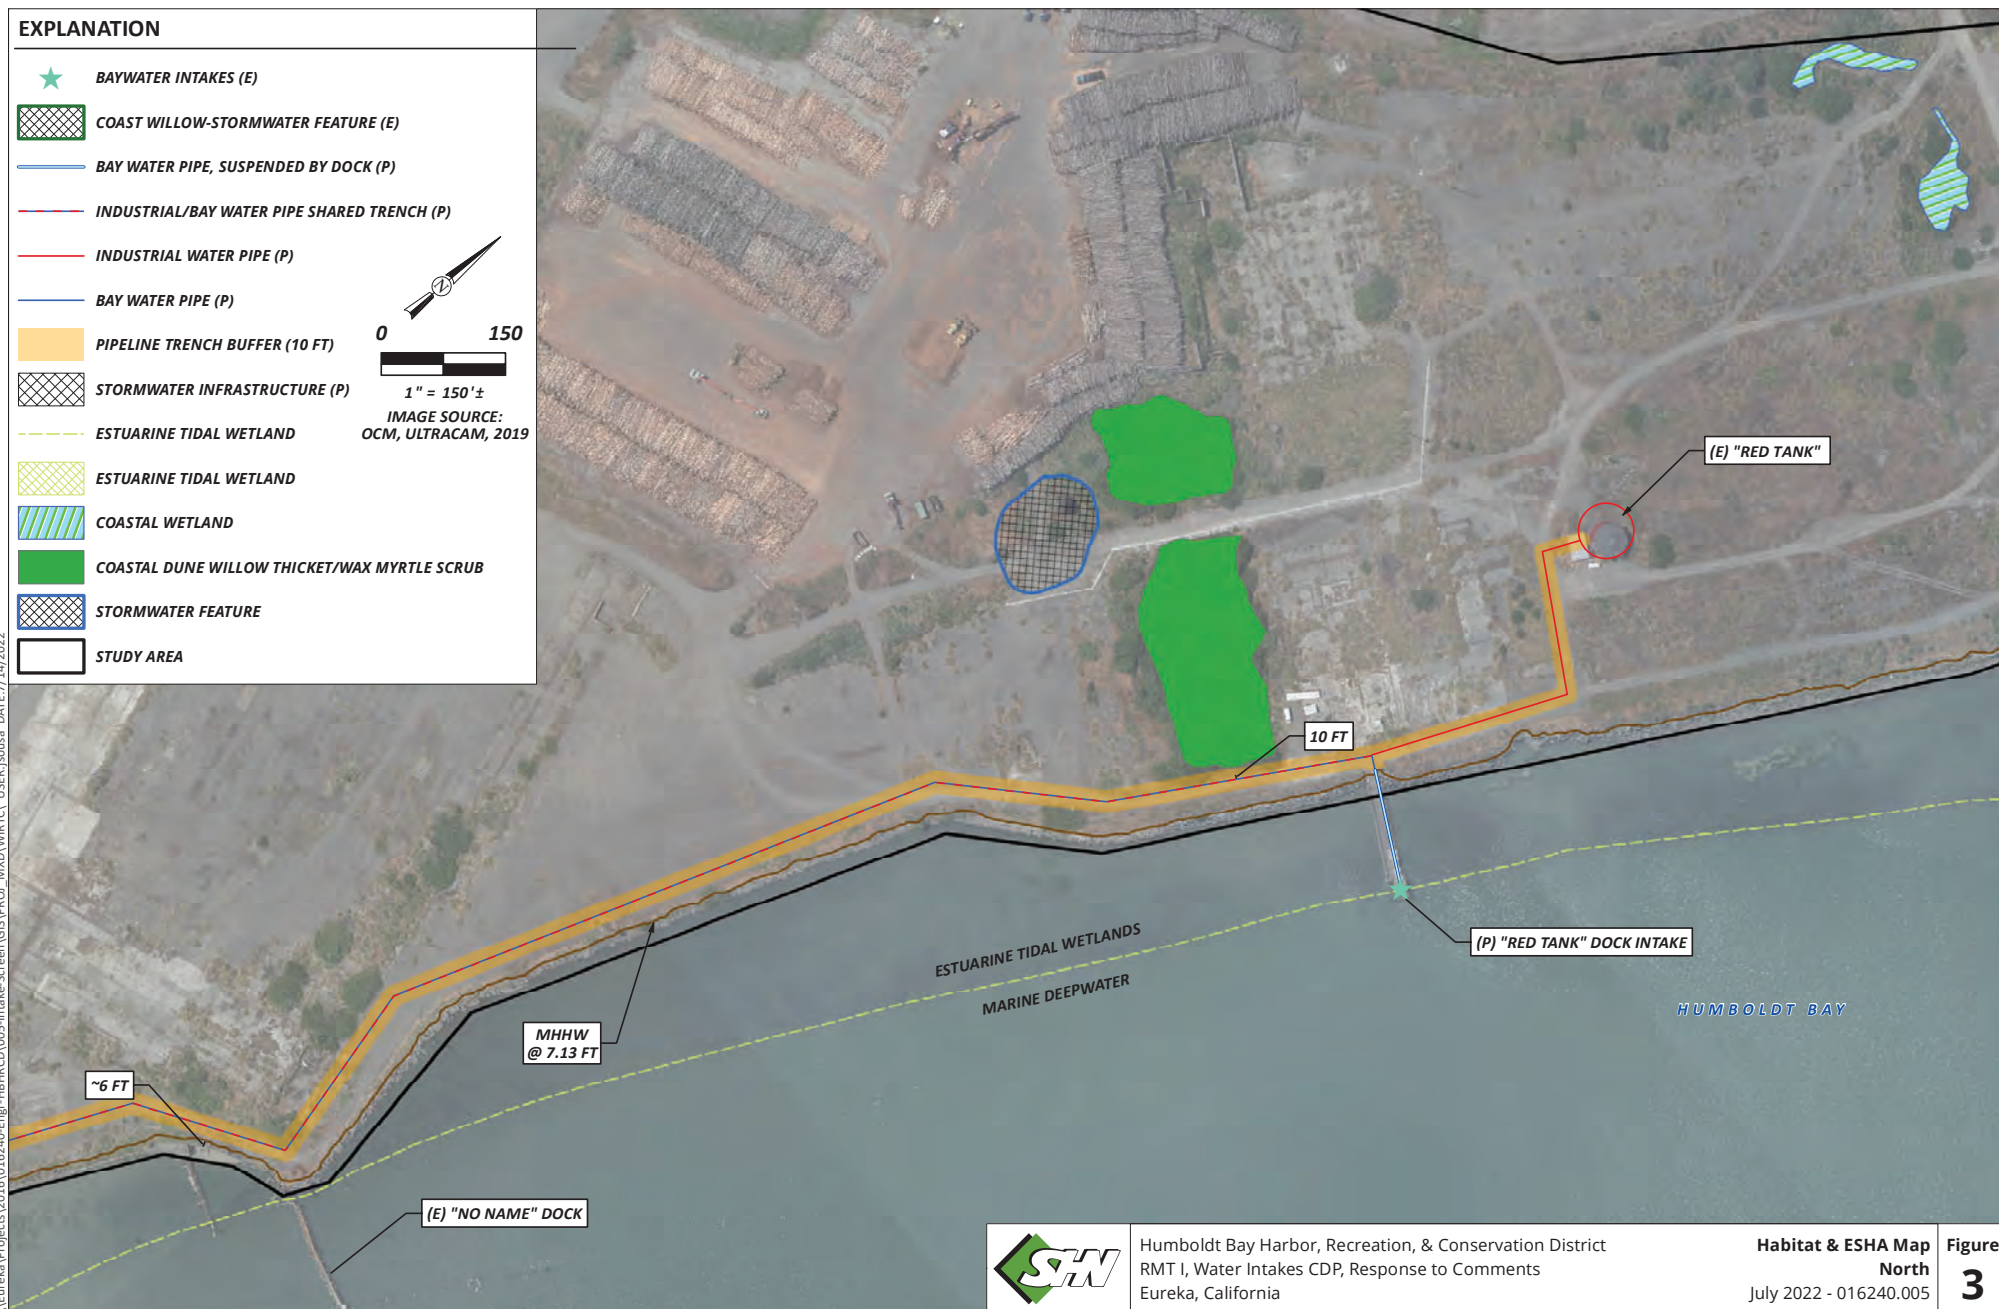 EXPLANATION
BAYWATER INTAKES (E)
COAST WILLOW-STORMWATER FEATURE (E)
BAY WATER PIPE, SUSPENDED BY DOCK (P)
INDUSTRIAL/BAY WATER PIPE SHARED TRENCH (P)
INDUSTRIAL WATER PIPE (P)
BAY WATER PIPE (P)
PIPELINE TRENCH BUFFER (10 FT)
STORMWATER INFRASTRUCTURE (P)
ESTUARINE TIDAL WETLAND
ESTUARINE TIDAL WETLAND
COASTAL WETLAND
COASTAL DUNE WILLOW THICKET/WAX MYRTLE SCRUB
STORMWATER FEATURE
STUDY AREA
N
0 150
1" = 150'±
IMAGE SOURCE:
OCM, ULTRACAM, 2019
(E) "RED TANK"
10 FT
(P) "RED TANK" DOCK INTAKE
ESTUARINE TIDAL WETLANDS
MARINE DEEPWATER
HUMBOLDT BAY
MHHW
@ 7.13 FT
~6 FT
(E) "NO NAME" DOCK
SHN
Humboldt Bay Harbor, Recreation, & Conservation District
RMT I, Water Intakes CDP, Response to Comments
Eureka, California
Habitat & ESHA Map
North
July 2022 - 016240.005
Figure
3